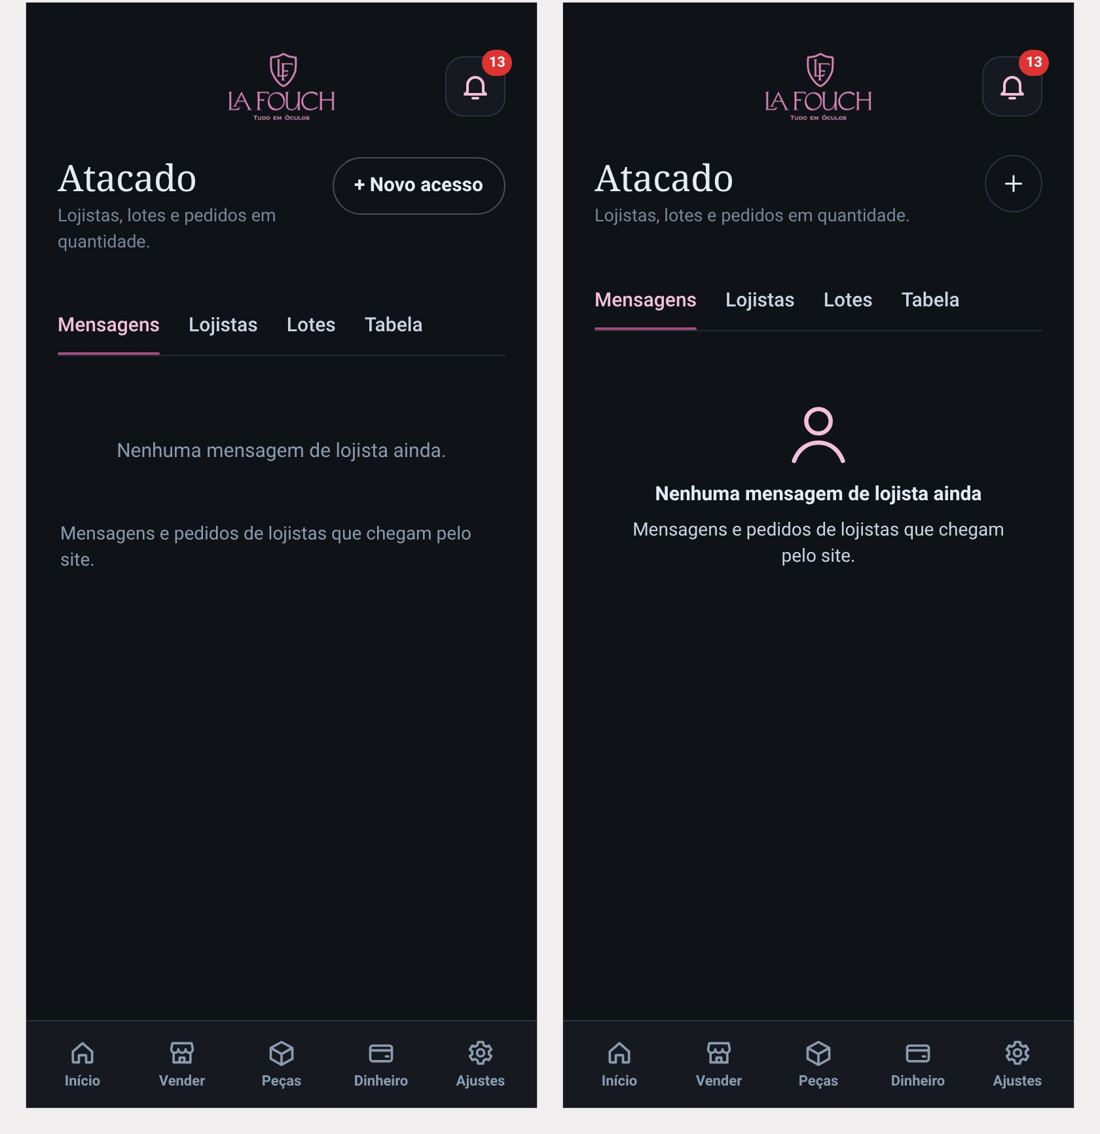 LF
LA FOUCH
TUDO EM ÓCULOS
13
Atacado
+ Novo acesso
Lojistas, lotes e pedidos em
quantidade.
Mensagens Lojistas Lotes Tabela
Nenhuma mensagem de lojista ainda.
Mensagens e pedidos de lojistas que chegam pelo
site.
Início Vender Peças Dinheiro Ajustes
LF
LA FOUCH
TUDO EM ÓCULOS
13
Atacado
+
Lojistas, lotes e pedidos em quantidade.
Mensagens Lojistas Lotes Tabela
Nenhuma mensagem de lojista ainda
Mensagens e pedidos de lojistas que chegam
pelo site.
Início Vender Peças Dinheiro Ajustes